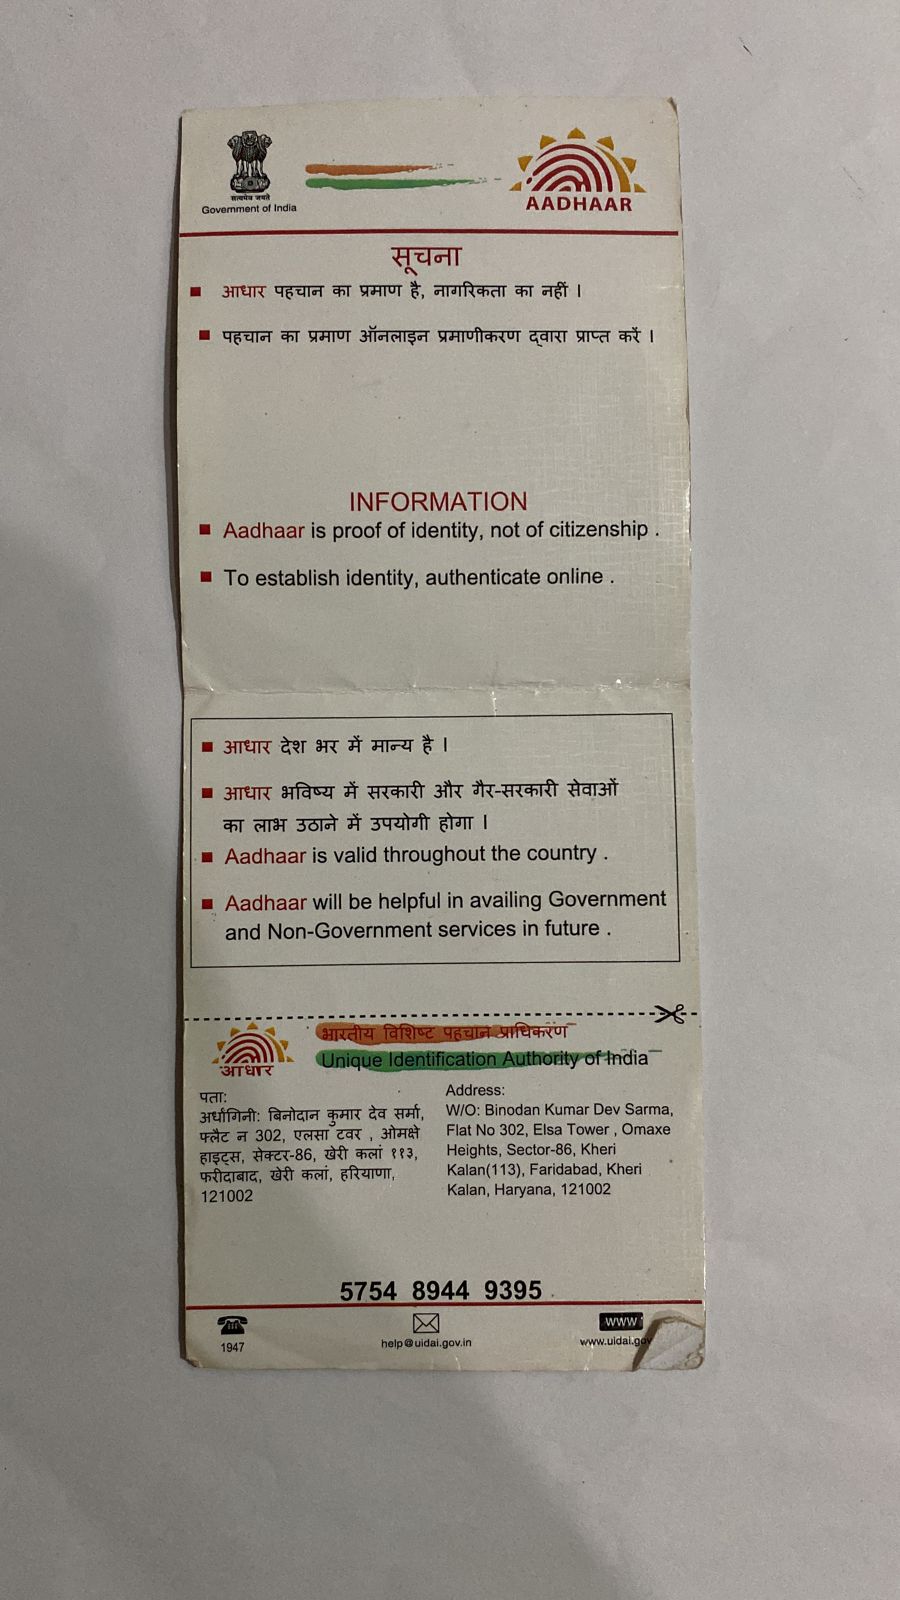 सत्यमेव जयते
Government of India
AADHAAR
सूचना
आधार पहचान का प्रमाण है, नागरिकता का नहीं ।
पहचान का प्रमाण ऑनलाइन प्रमाणीकरण द्वारा प्राप्त करें ।
INFORMATION
Aadhaar is proof of identity, not of citizenship .
To establish identity, authenticate online .
आधार देश भर में मान्य है ।
आधार भविष्य में सरकारी और गैर-सरकारी सेवाओं
का लाभ उठाने में उपयोगी होगा ।
Aadhaar is valid throughout the country .
Aadhaar will be helpful in availing Government
and Non-Government services in future .
आधार
भारतीय विशिष्ट पहचान प्राधिकरण
Unique Identification Authority of India
पता:
अर्धांगिनी: बिनोदान कुमार देव सर्मा,
फ्लैट न 302, एलसा टवर , ओमक्षे
हाइट्स, सेक्टर-86, खेरी कलां ११३,
फरीदाबाद, खेरी कलां, हरियाणा,
121002
Address:
W/O: Binodan Kumar Dev Sarma,
Flat No 302, Elsa Tower , Omaxe
Heights, Sector-86, Kheri
Kalan(113), Faridabad, Kheri
Kalan, Haryana, 121002
5754 8944 9395
1947
help@uidai.gov.in
WWW
www.uidai.gov